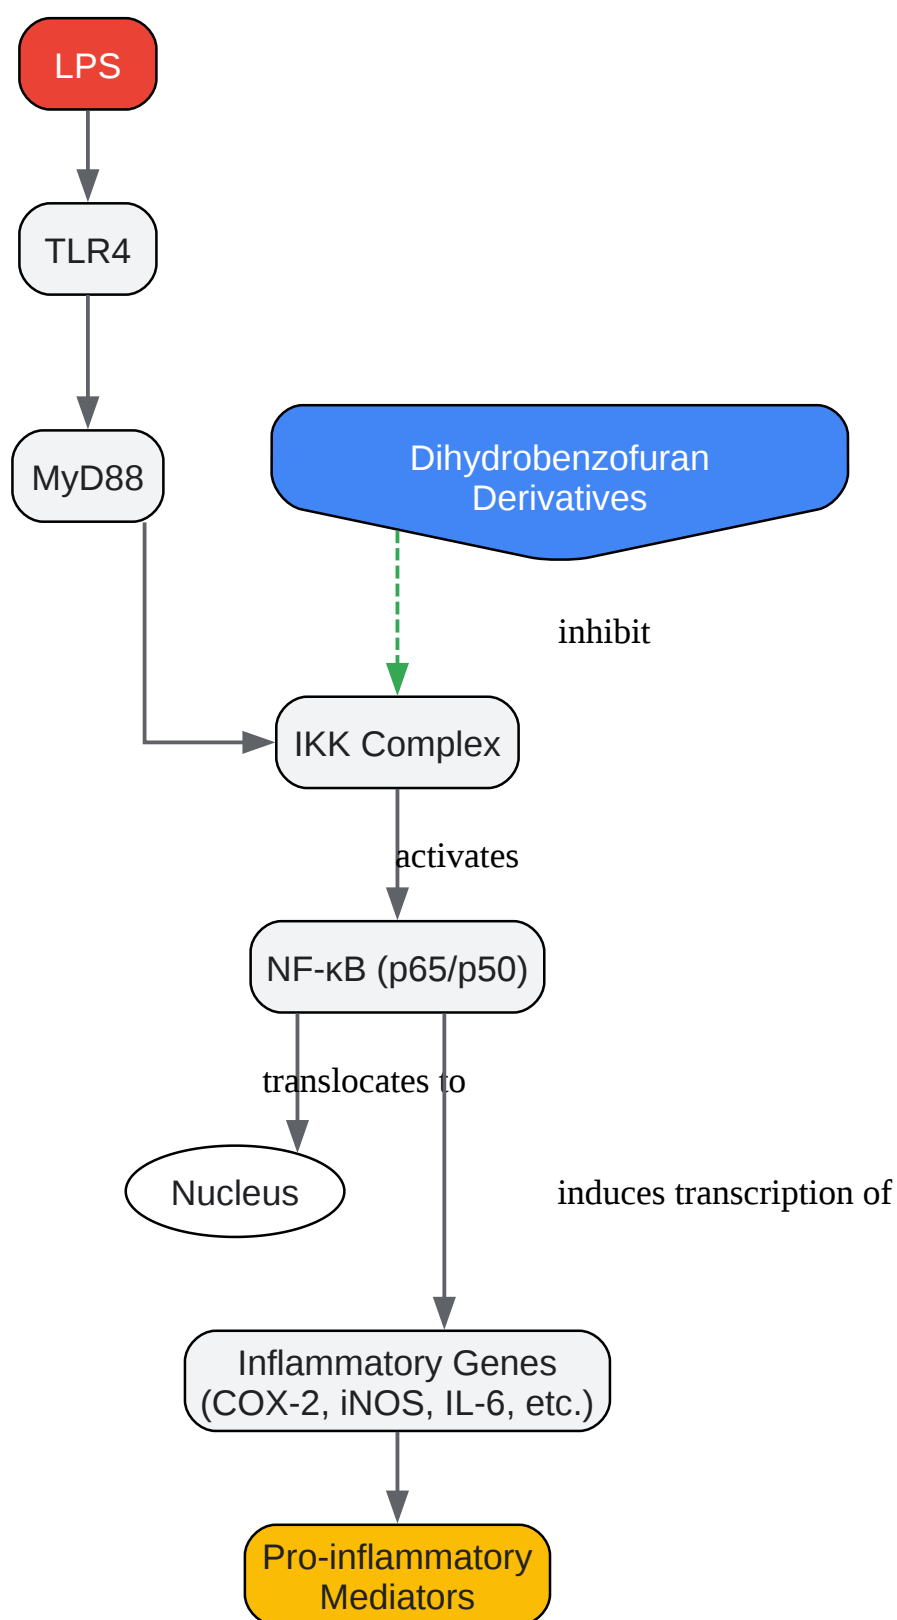 LPS
TLR4
MyD88
Dihydrobenzofuran
Derivatives
inhibit
IKK Complex
activates
NF-κB (p65/p50)
translocates to
Nucleus
induces transcription of
Inflammatory Genes
(COX-2, iNOS, IL-6, etc.)
Pro-inflammatory
Mediators